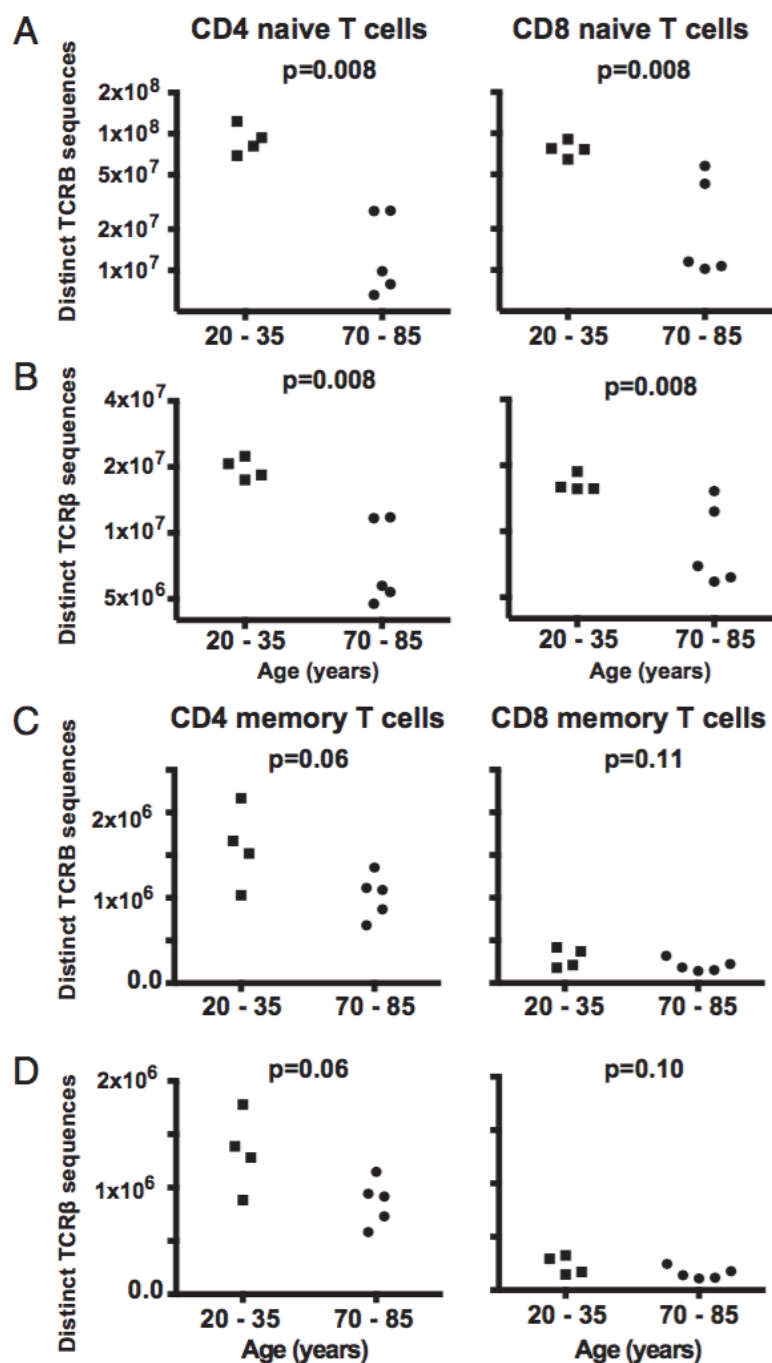 A
CD4 naive T cells
CD8 naive T cells
p=0.008
p=0.008
Distinct TCRB sequences
2x10⁸
1x10⁸
5x10⁷
2x10⁷
1x10⁷
20 - 35
70 - 85
20 - 35
70 - 85
B
p=0.008
p=0.008
Distinct TCRβ sequences
4x10⁷
2x10⁷
1x10⁷
5x10⁶
20 - 35
70 - 85
20 - 35
70 - 85
Age (years)
Age (years)
C
CD4 memory T cells
CD8 memory T cells
p=0.06
p=0.11
Distinct TCRB sequences
2x10⁶
1x10⁶
0.0
20 - 35
70 - 85
20 - 35
70 - 85
D
p=0.06
p=0.10
Distinct TCRβ sequences
2x10⁶
1x10⁶
0.0
20 - 35
70 - 85
20 - 35
70 - 85
Age (years)
Age (years)